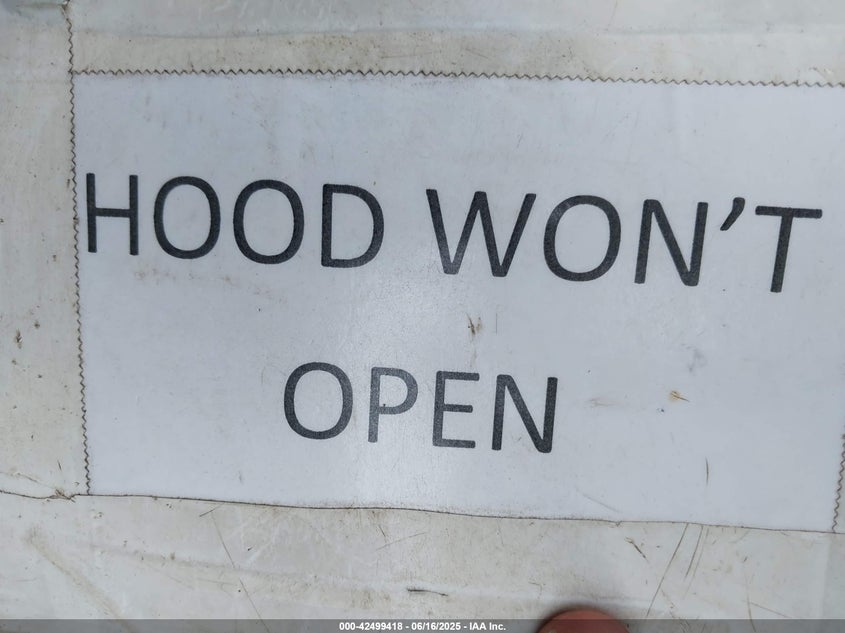 HOOD WON’T
OPEN
000-42499418 - 06/16/2025 - IAA Inc.